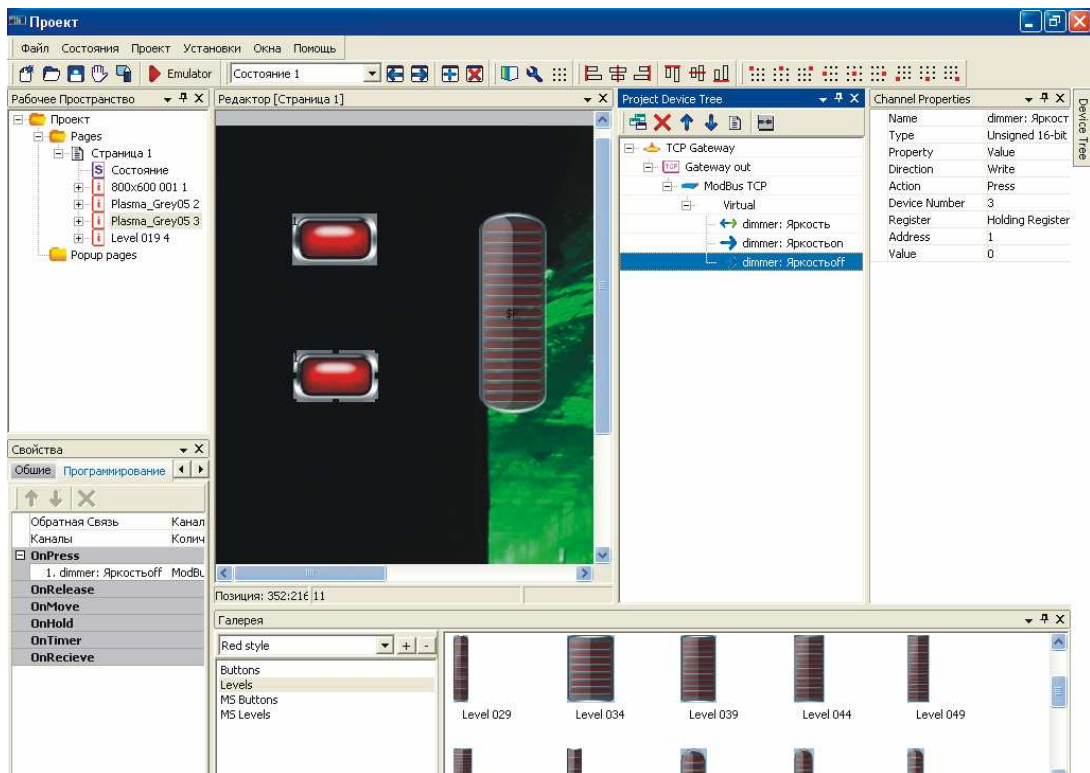 Проект
Файл Состояния Проект Установки Окна Помощь
Emulator Состояние 1
Рабочее Пространство
Проект
Pages
Страница 1
Состояние
800x600 001 1
Plasma_Grey05 2
Plasma_Grey05 3
Level 019 4
Popup pages
Редактор [Страница 1]
Позиция: 352:216 11
Project Device Tree
TCP Gateway
Gateway out
ModBus TCP
Virtual
dimmer: Яркость
dimmer: Яркостьon
dimmer: Яркостьoff
Channel Properties
Name dimmer: Яркост
Type Unsigned 16-bit
Property Value
Direction Write
Action Press
Device Number 3
Register Holding Register
Address 1
Value 0
Device Tree
Свойства
Общие Программирование
Обратная Связь Канал
Каналы Колич
OnPress
1. dimmer: Яркостьoff ModBu
OnRelease
OnMove
OnHold
OnTimer
OnRecieve
Галерея
Red style + -
Buttons
Levels
MS Buttons
MS Levels
Level 029 Level 034 Level 039 Level 044 Level 049